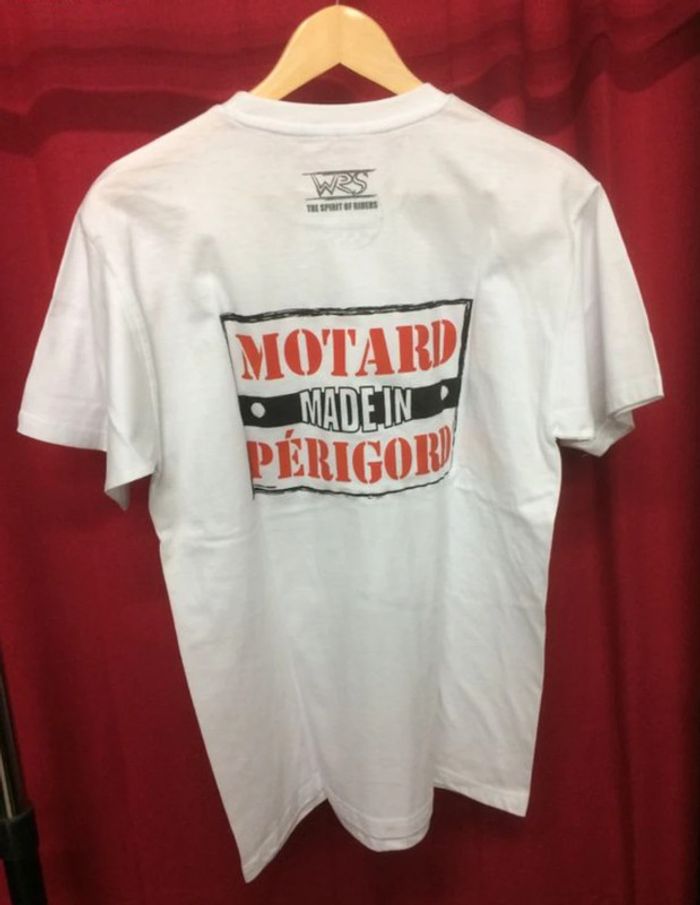 WRS
THE SPIRIT OF RIDERS
MOTARD
MADE IN
PÉRIGORD